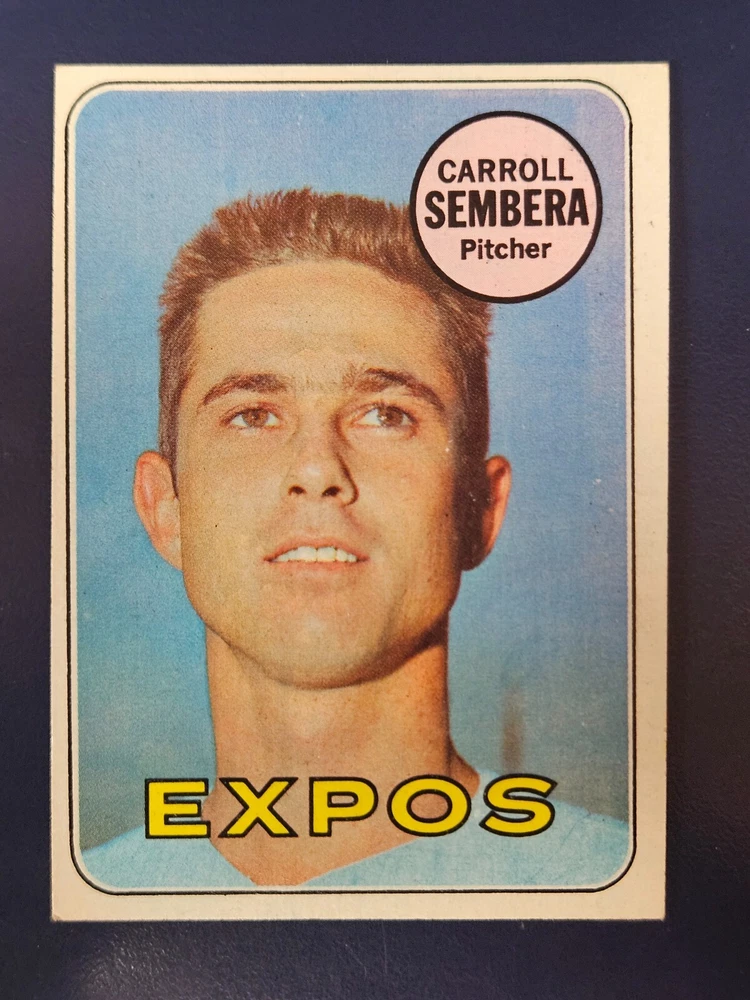 CARROLL
SEMBERA
Pitcher
EXPOS